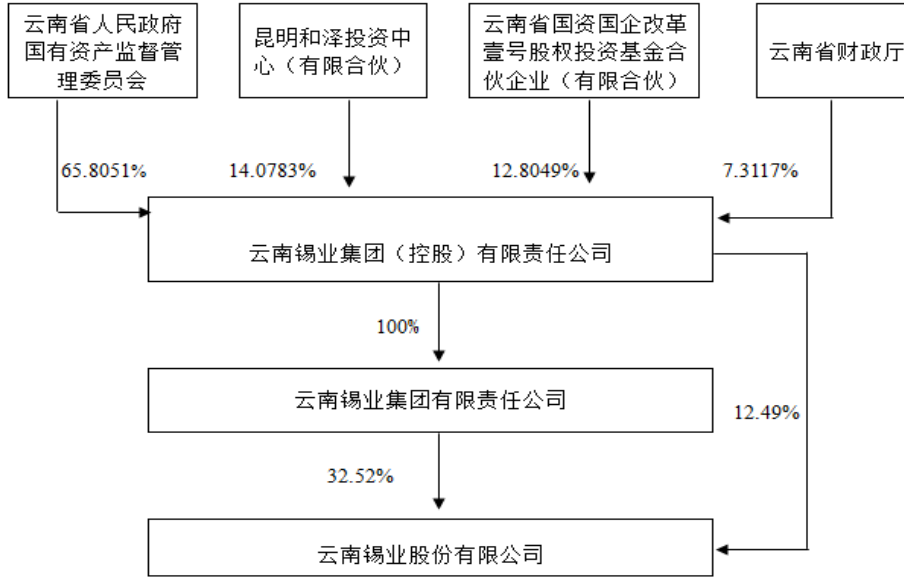 云南省人民政府
国有资产监督管
理委员会
昆明和泽投资中
心（有限合伙）
云南省国资国企改革
壹号股权投资基金合
伙企业（有限合伙）
云南省财政厅
65.8051%
14.0783%
12.8049%
7.3117%
云南锡业集团（控股）有限责任公司
100%
云南锡业集团有限责任公司
12.49%
32.52%
云南锡业股份有限公司